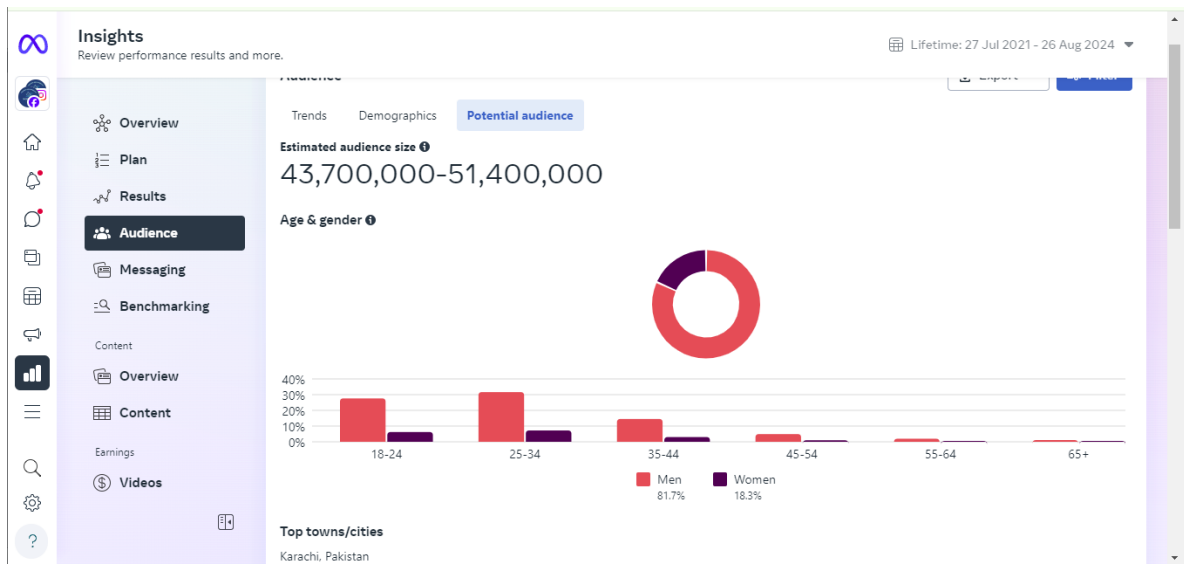 Insights
Review performance results and more.
Lifetime: 27 Jul 2021 - 26 Aug 2024
Audience
Export
Filter
Overview
Plan
Results
Audience
Messaging
Benchmarking
Content
Overview
Content
Earnings
Videos
Trends Demographics Potential audience
Estimated audience size
43,700,000-51,400,000
Age & gender
40%
30%
20%
10%
0%
18-24 25-34 35-44 45-54 55-64 65+
Men Women
81.7% 18.3%
Top towns/cities
Karachi, Pakistan
?